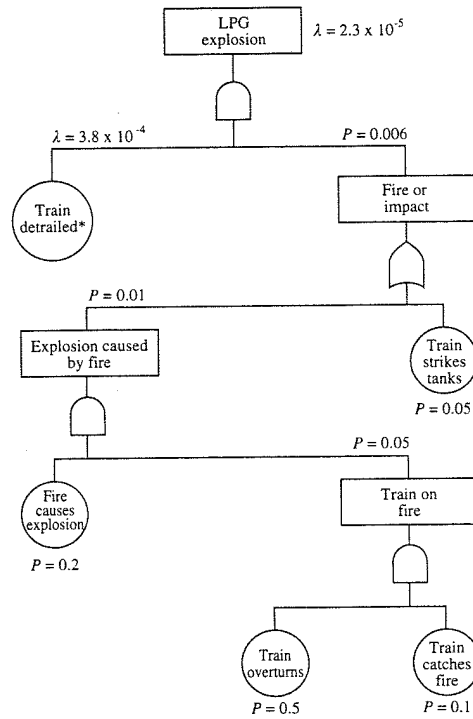 LPG
explosion
λ = 2.3 x 10⁻⁵
λ = 3.8 x 10⁻⁴
P = 0.006
Train
detrailed*
Fire or
impact
P = 0.01
Explosion caused
by fire
Train
strikes
tanks
P = 0.05
P = 0.05
Fire
causes
explosion
Train on
fire
P = 0.2
Train
overturns
Train
catches
fire
P = 0.5
P = 0.1